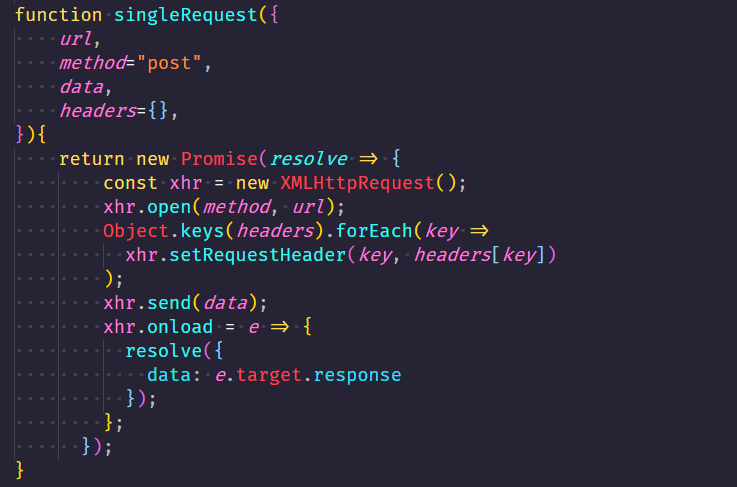 function singleRequest({
    url,
    method="post",
    data,
    headers={},
}){
    return new Promise(resolve => {
        const xhr = new XMLHttpRequest();
        xhr.open(method, url);
        Object.keys(headers).forEach(key =>
          xhr.setRequestHeader(key, headers[key])
        );
        xhr.send(data);
        xhr.onload = e => {
          resolve({
            data: e.target.response
          });
        };
      });
}